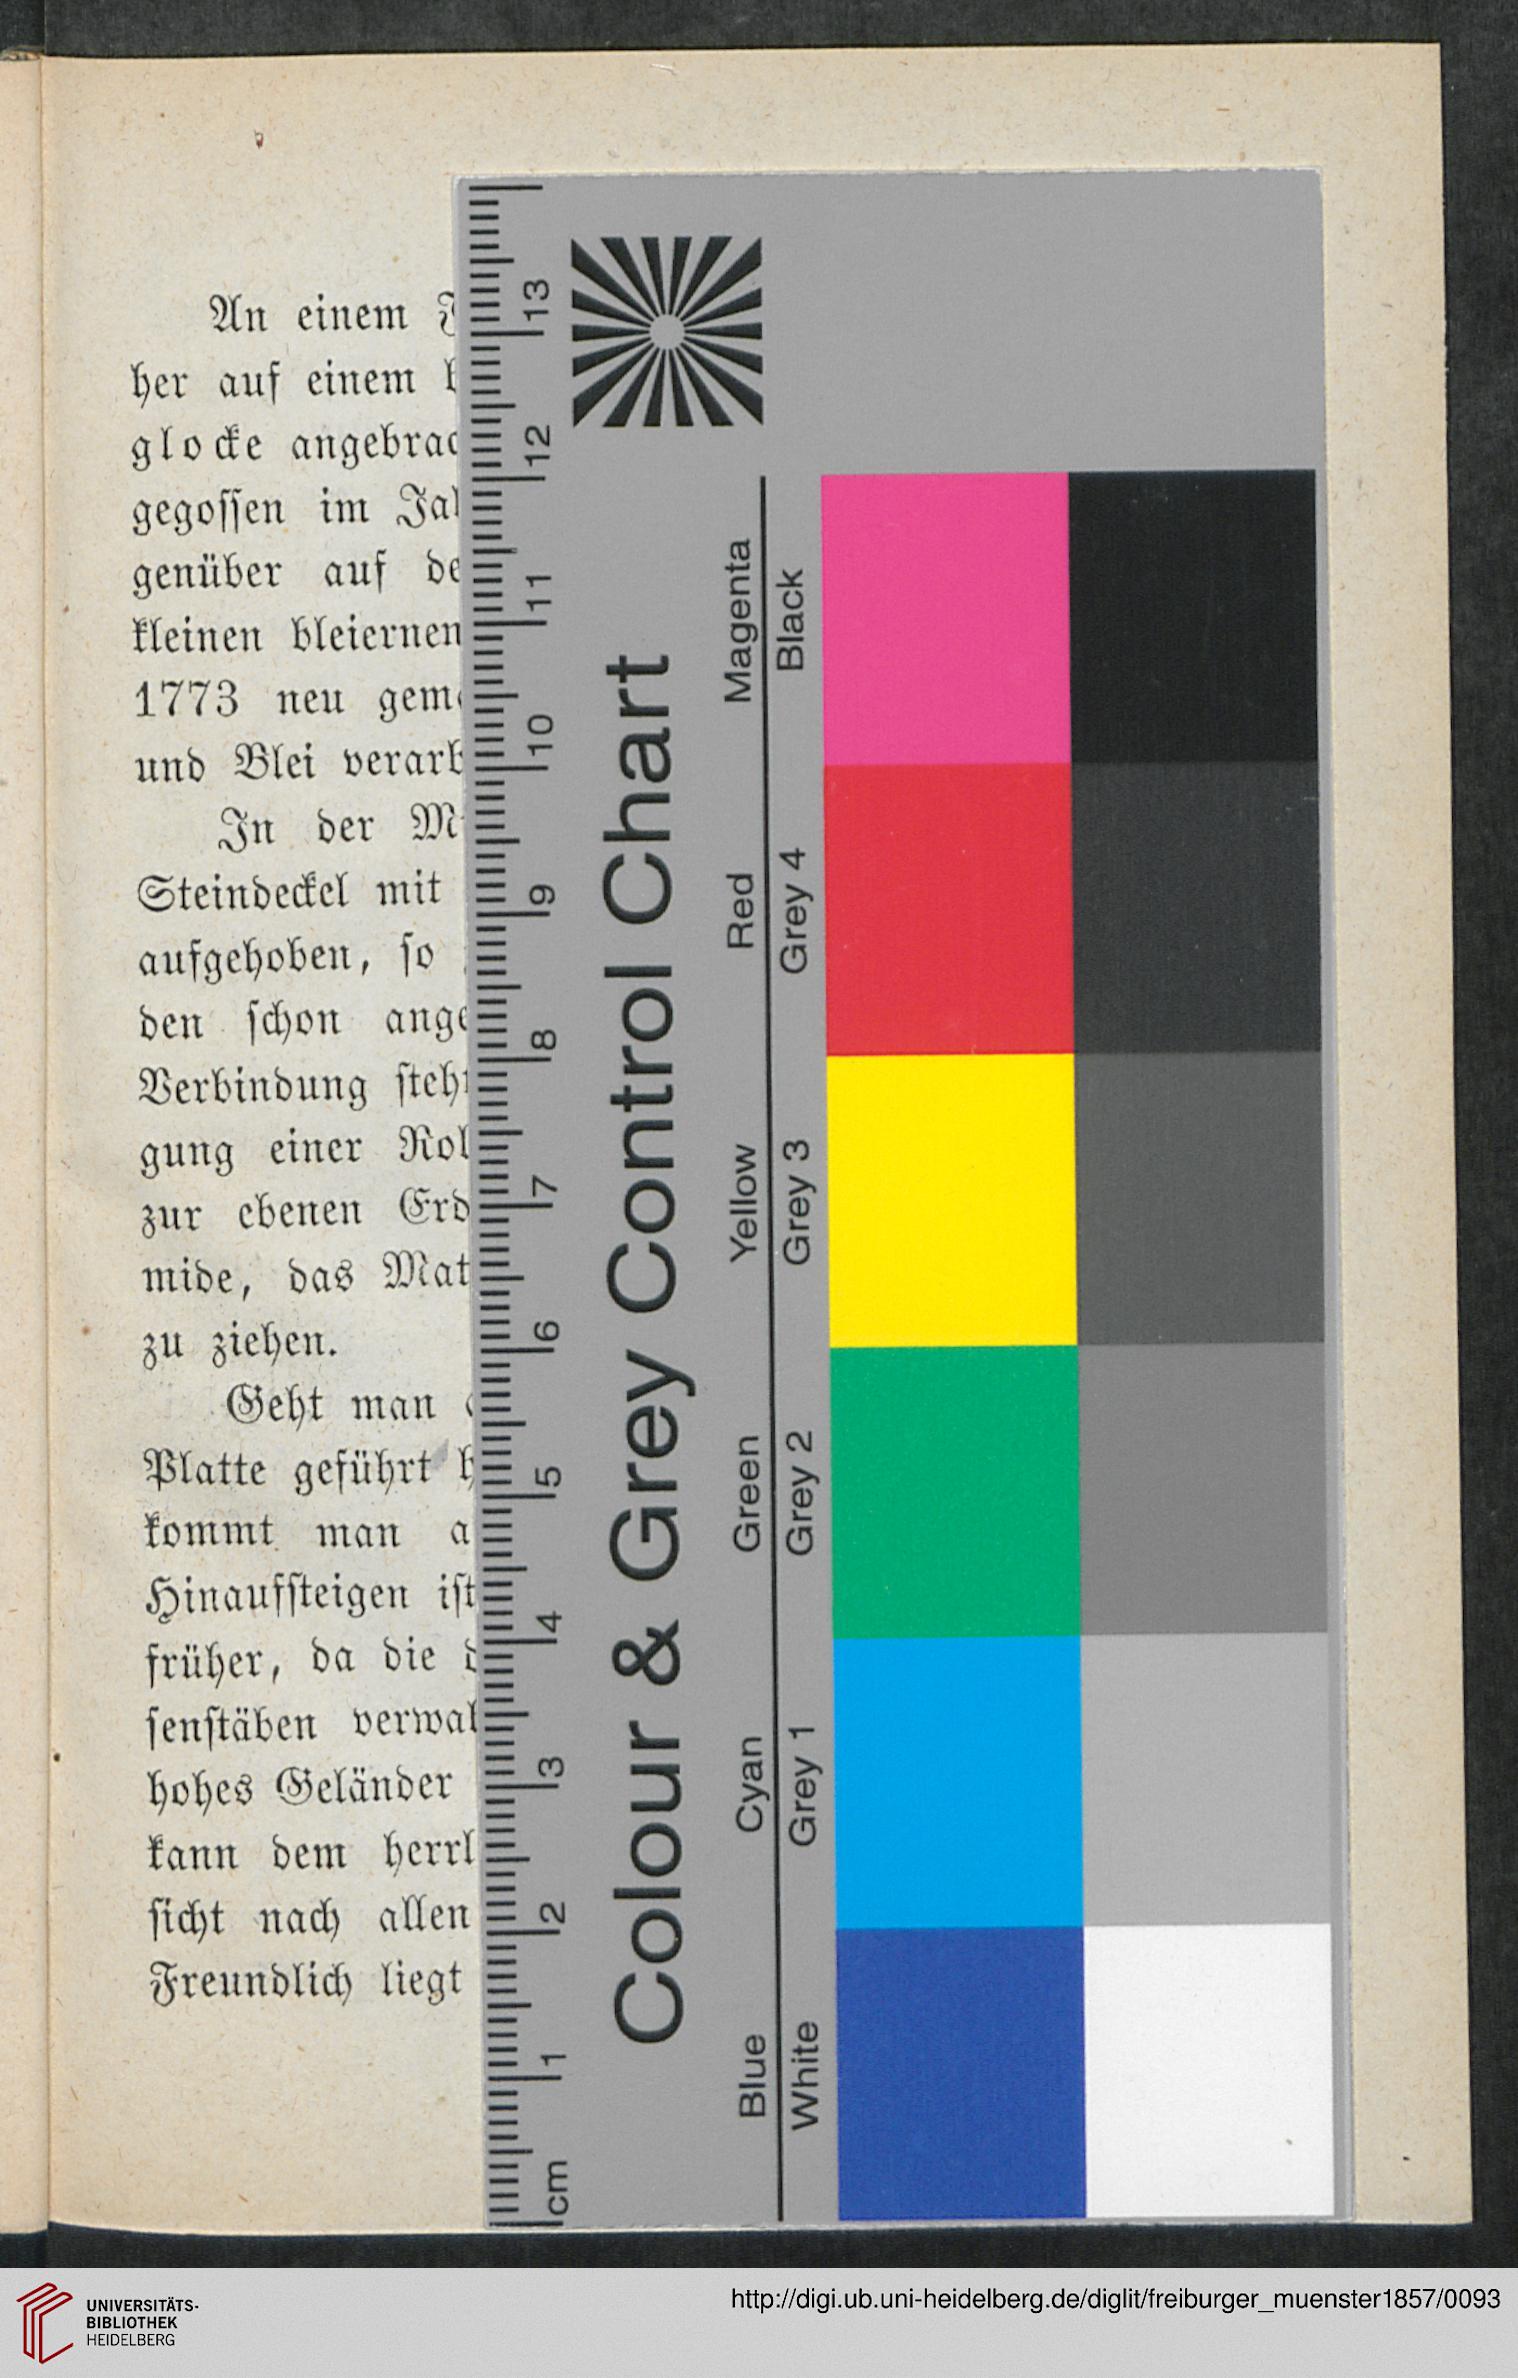 An einem
her auf einem
glocke angebrac
gegossen im Jah
genüber auf de
kleinen bleiernen
1773 neu gem
und Blei verarb
In der M
Steindeckel mit
aufgehoben, so
den schon ange
Verbindung steh
gung einer Rol
zur ebenen Erd
mide, das Mat
zu ziehen.
Geht man
Platte geführt h
kommt man a
Hinaufsteigen ist
früher, da die d
senstäben verwah
hohes Geländer
kann dem herrl
sicht nach allen
Freundlich liegt
13
12
11
10
9
8
7
6
5
4
3
2
1
cm
Colour & Grey Control Chart
Blue Cyan Green Yellow Red Magenta
White Grey 1 Grey 2 Grey 3 Grey 4 Black
UNIVERSITÄTS-
BIBLIOTHEK
HEIDELBERG
http://digi.ub.uni-heidelberg.de/diglit/freiburger_muenster1857/0093